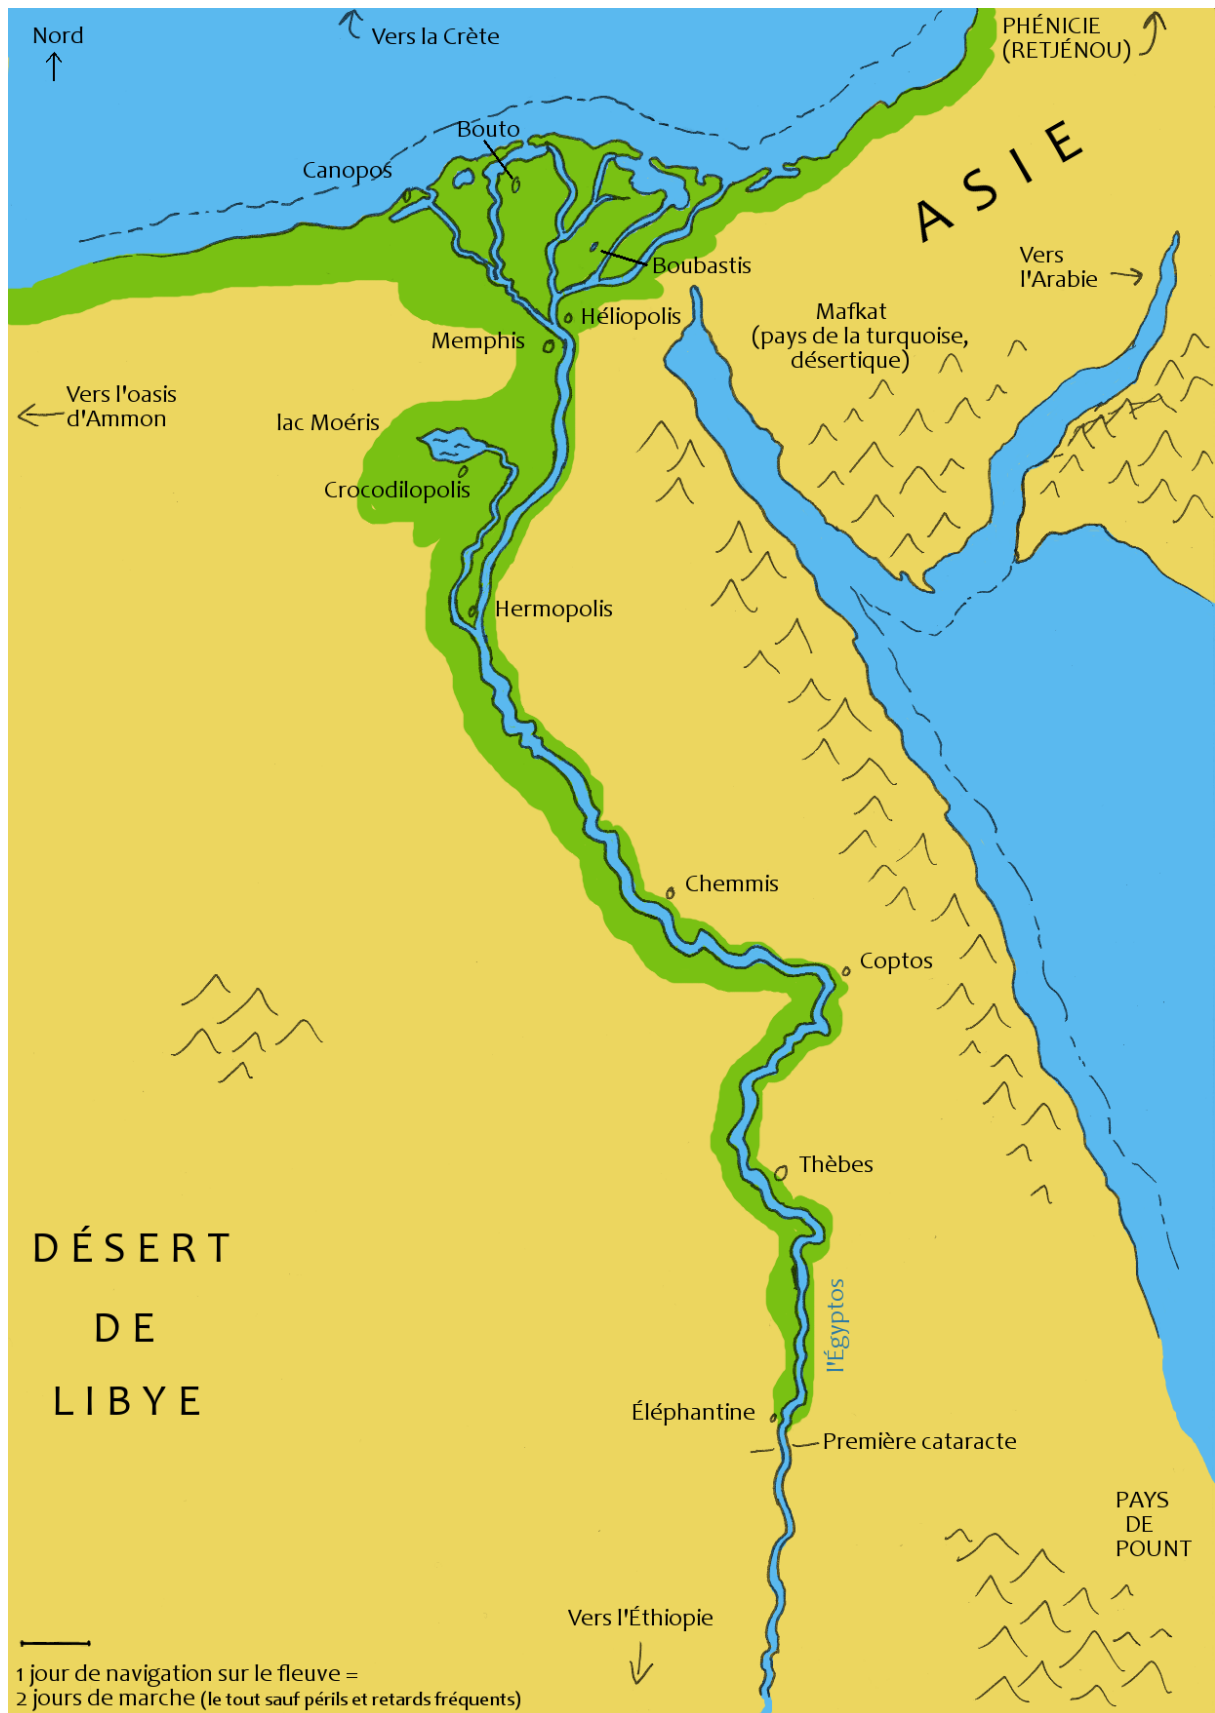 Nord
Vers la Crète
PHÉNICIE
(RETJÉNOU)
Bouto
Canopos
ASIE
Boubastis
Vers
l'Arabie
Héliopolis
Mafkat
(pays de la turquoise,
désertique)
Memphis
Vers l'oasis
d'Ammon
lac Moéris
Crocodilopolis
Hermopolis
Chemmis
Coptos
Thèbes
DÉSERT
DE
LIBYE
l'Égyptos
Éléphantine
Première cataracte
PAYS
DE
POUNT
Vers l'Éthiopie
1 jour de navigation sur le fleuve =
2 jours de marche (le tout sauf périls et retards fréquents)